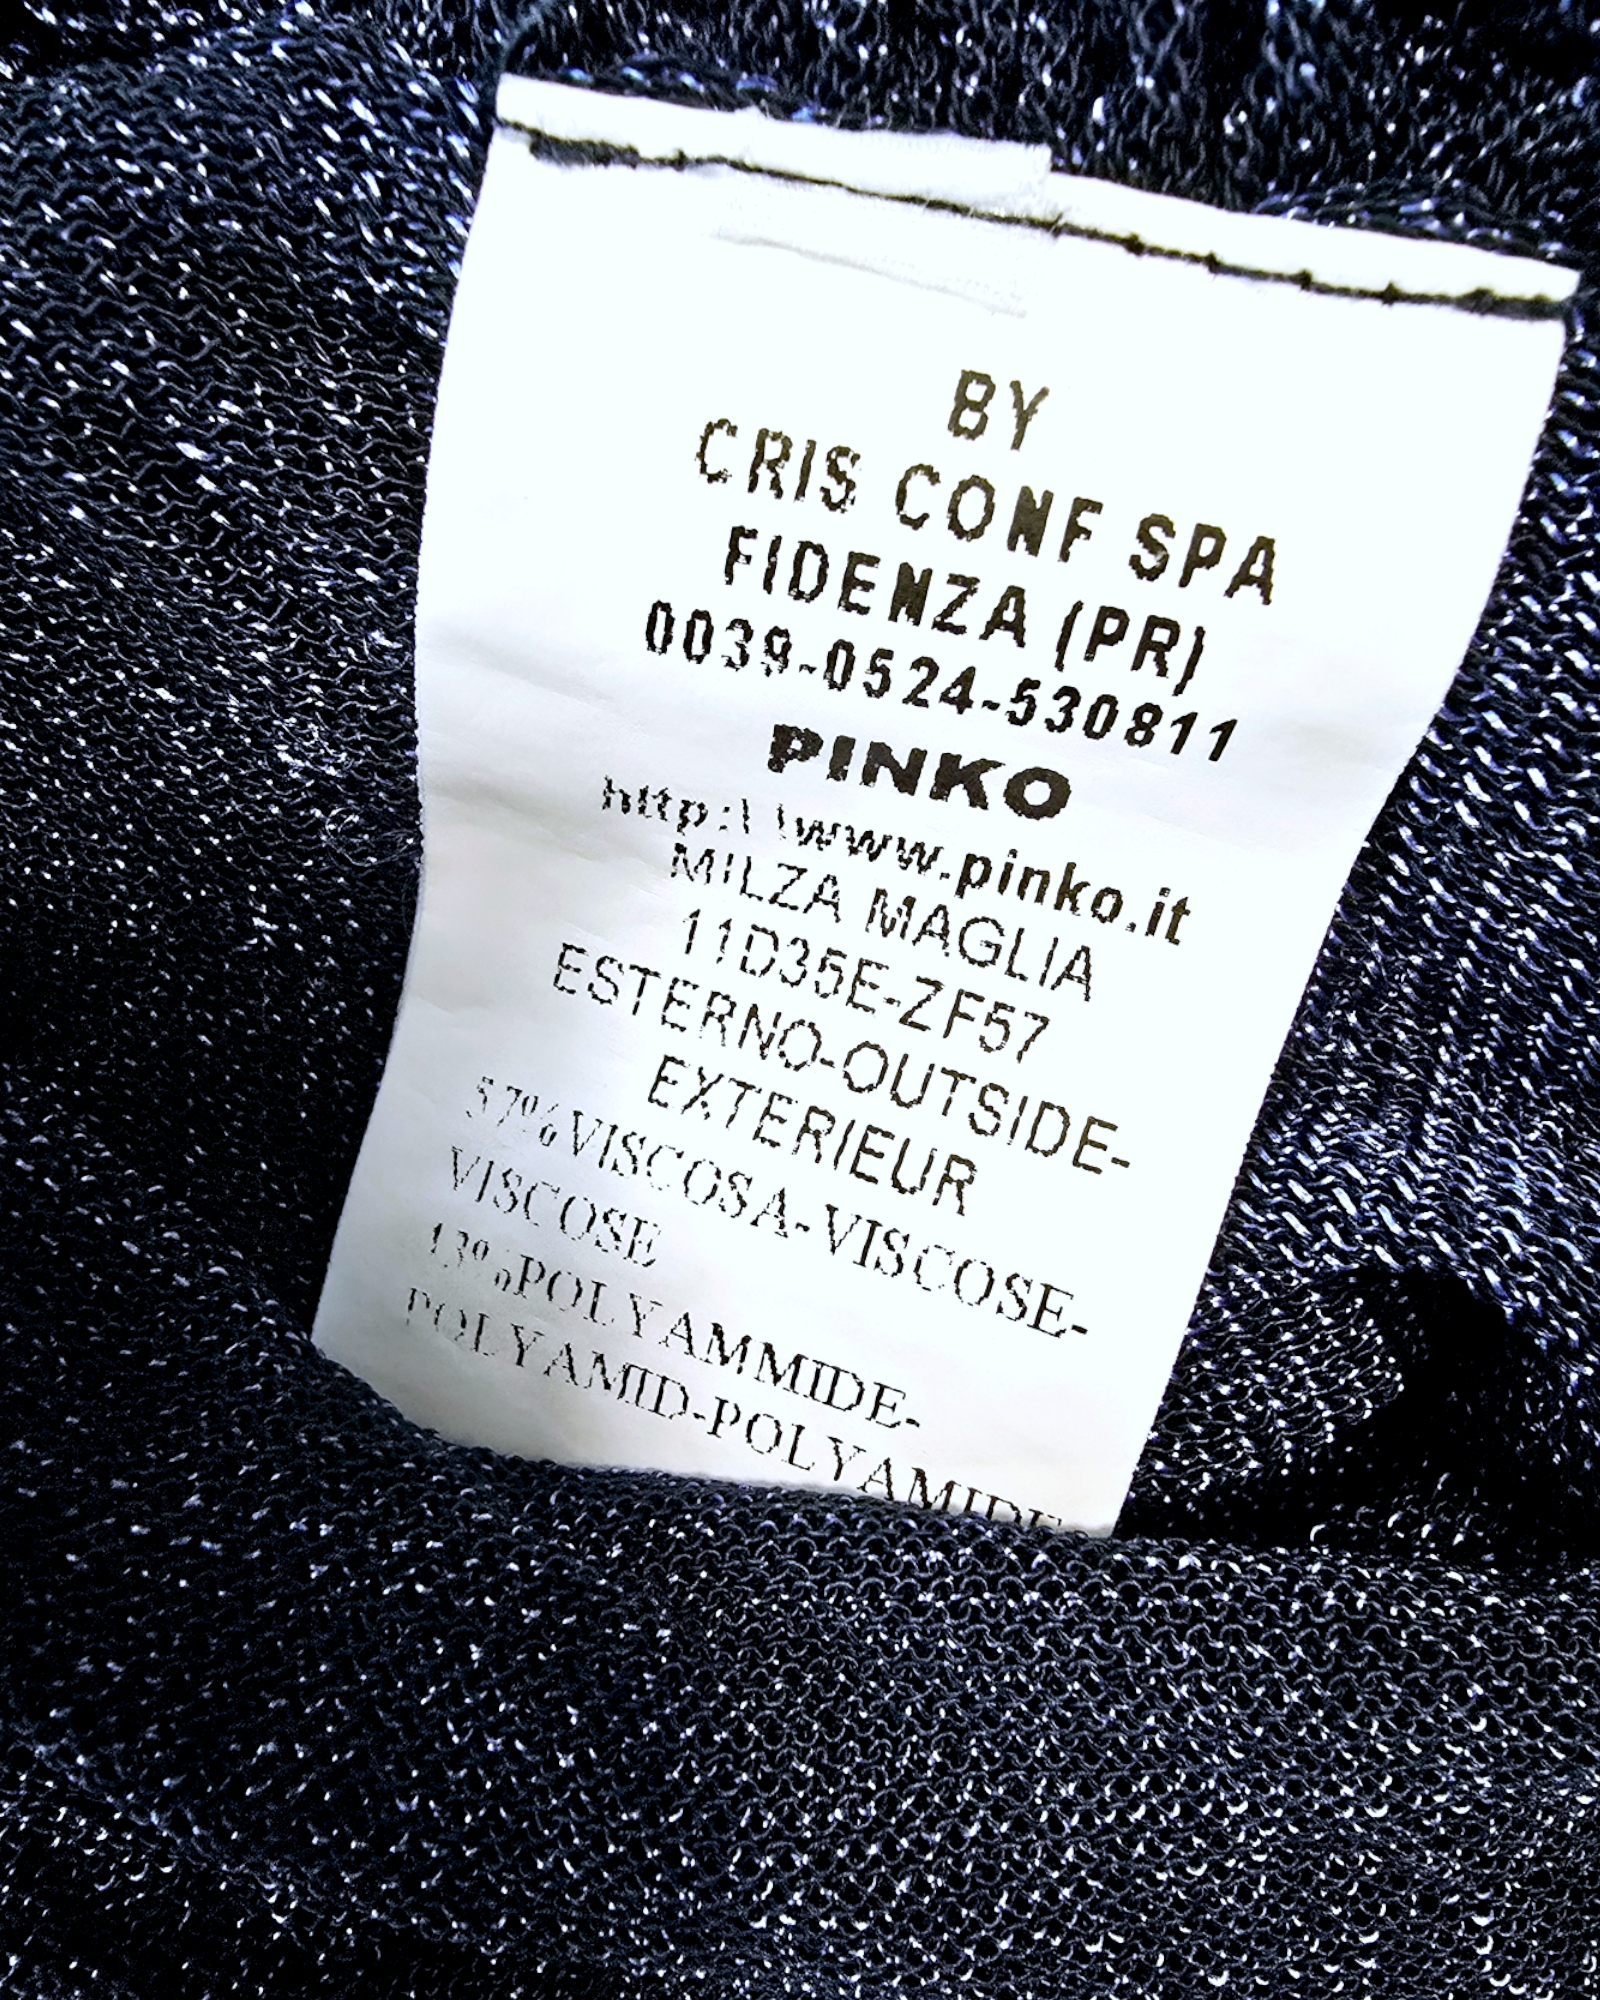 BY
CRIS CONF SPA
FIDENZA (PR)
0039-0524-530811
PINKO
http:\ \www.pinko.it
MILZA MAGLIA
11D35E-ZF57
ESTERNO-OUTSIDE-
EXTERIEUR
57%VISCOSA-VISCOSE-
VISCOSE
13%POLYAMMIDE-
POLYAMID-POLYAMIDE